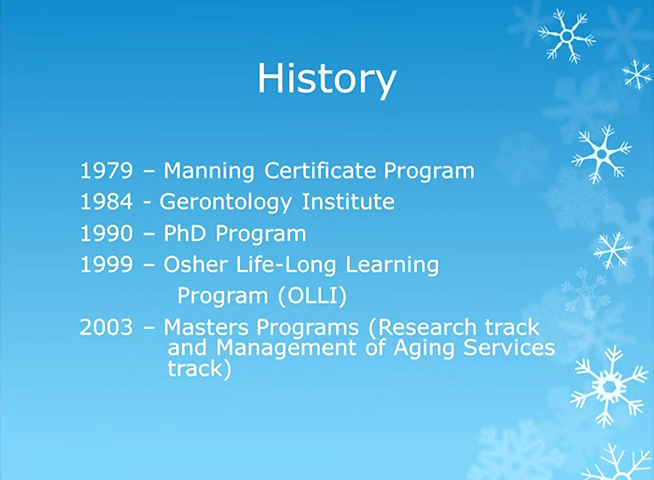 History
1979 – Manning Certificate Program
1984 - Gerontology Institute
1990 – PhD Program
1999 – Osher Life-Long Learning
Program (OLLI)
2003 – Masters Programs (Research track
and Management of Aging Services
track)